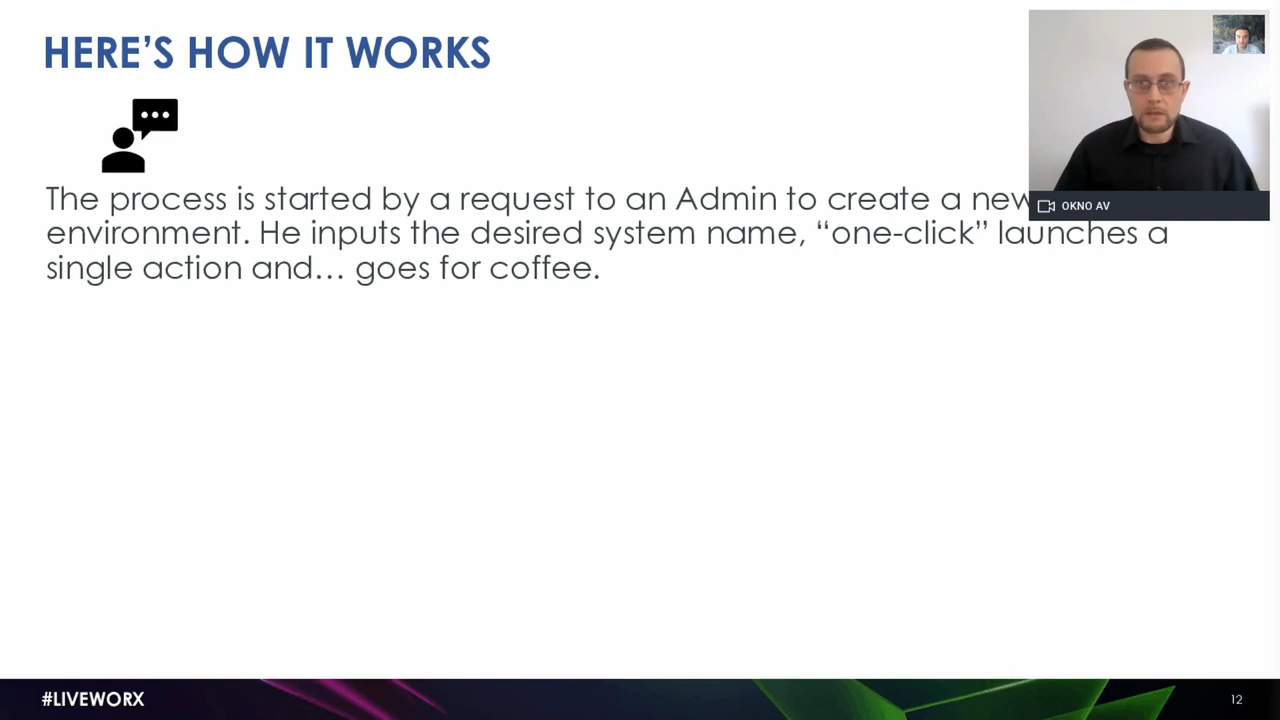 HERE’S HOW IT WORKS
The process is started by a request to an Admin to create a new
environment. He inputs the desired system name, “one-click” launches a
single action and… goes for coffee.
OKNO AV
#LIVEWORX
12